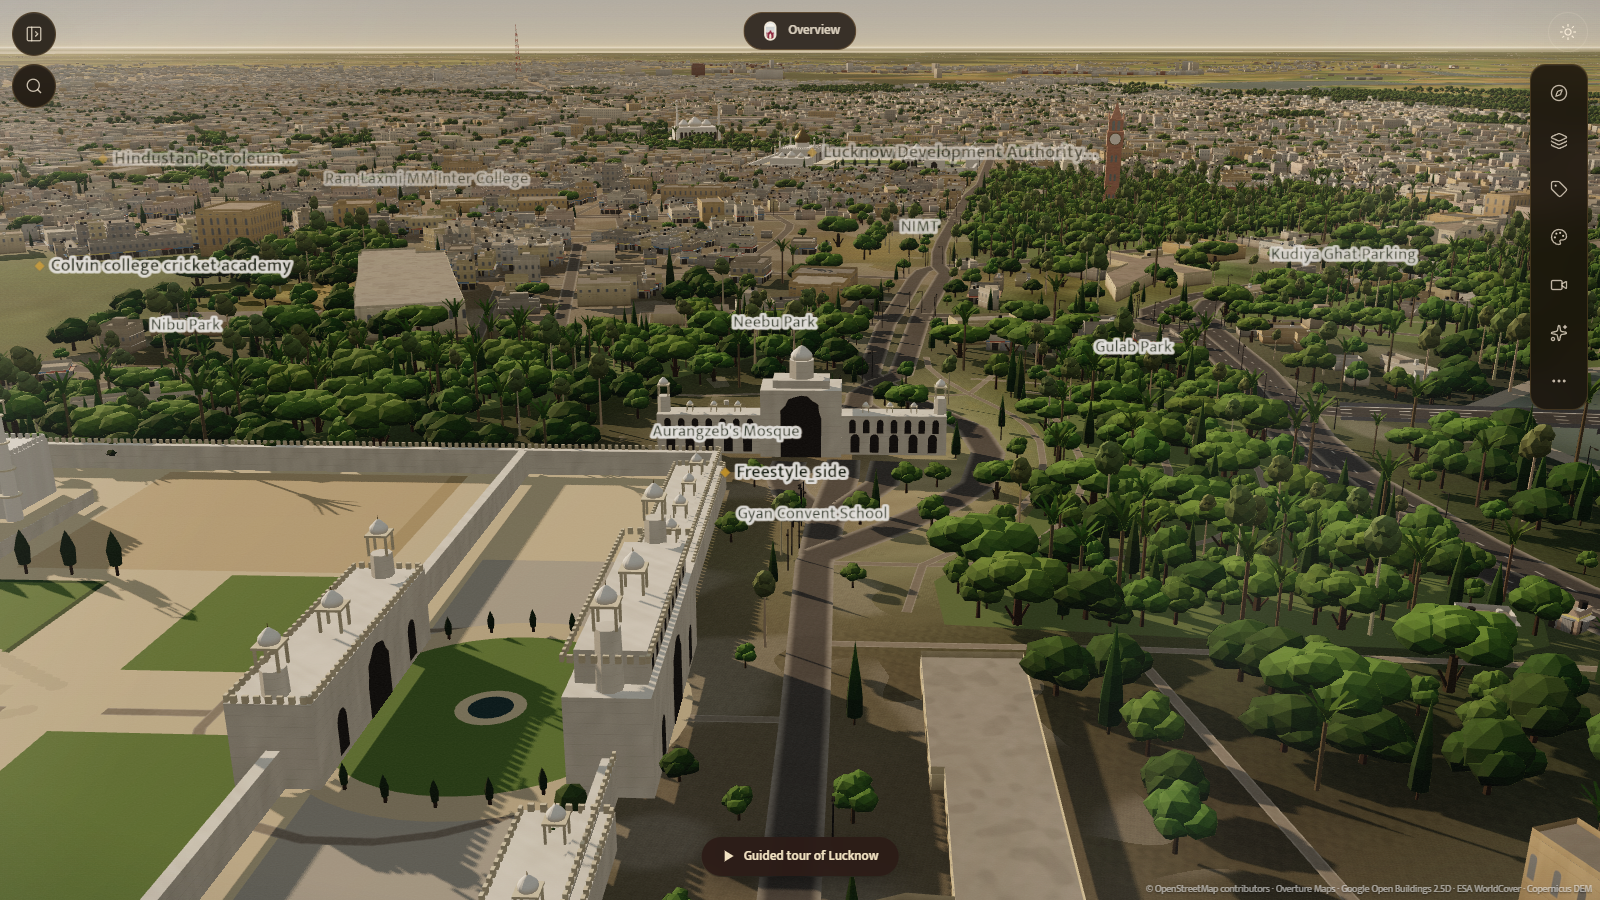 Overview
Hindustan Petroleum...
Lucknow Development Authority...
Ram Laxmi MM Inter College
NIMT
Kudiya Ghat Parking
Colvin college cricket academy
Nibu Park
Neebu Park
Gulab Park
Aurangzeb's Mosque
Freestyle side
Gyan Convent School
Guided tour of Lucknow
© OpenStreetMap contributors · Overture Maps · Google Open Buildings 2.5D · ESA WorldCover · Copernicus DEM